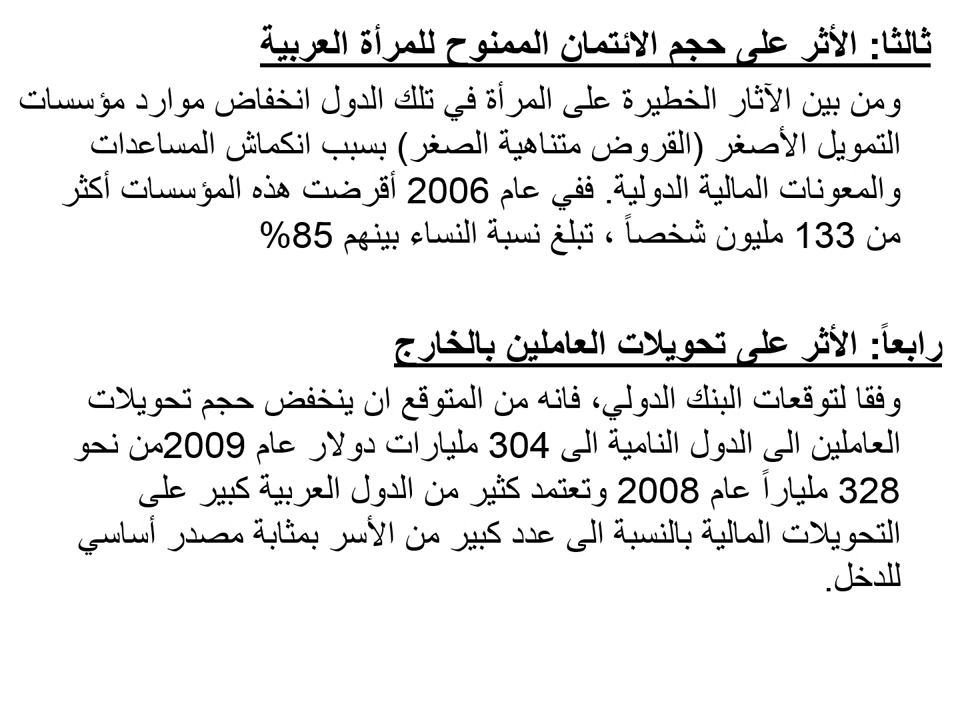 ثالثا: الأثر على حجم الائتمان الممنوح للمرأة العربية
ومن بين الآثار الخطيرة على المرأة في تلك الدول انخفاض موارد مؤسسات
التمويل الأصغر (القروض متناهية الصغر) بسبب انكماش المساعدات
والمعونات المالية الدولية. ففي عام 2006 أقرضت هذه المؤسسات أكثر
من 133 مليون شخصاً ، تبلغ نسبة النساء بينهم 85%
رابعاً: الأثر على تحويلات العاملين بالخارج
وفقا لتوقعات البنك الدولي، فانه من المتوقع ان ينخفض حجم تحويلات
العاملين الى الدول النامية الى 304 مليارات دولار عام 2009من نحو
328 ملياراً عام 2008 وتعتمد كثير من الدول العربية كبير على
التحويلات المالية بالنسبة الى عدد كبير من الأسر بمثابة مصدر أساسي
للدخل.